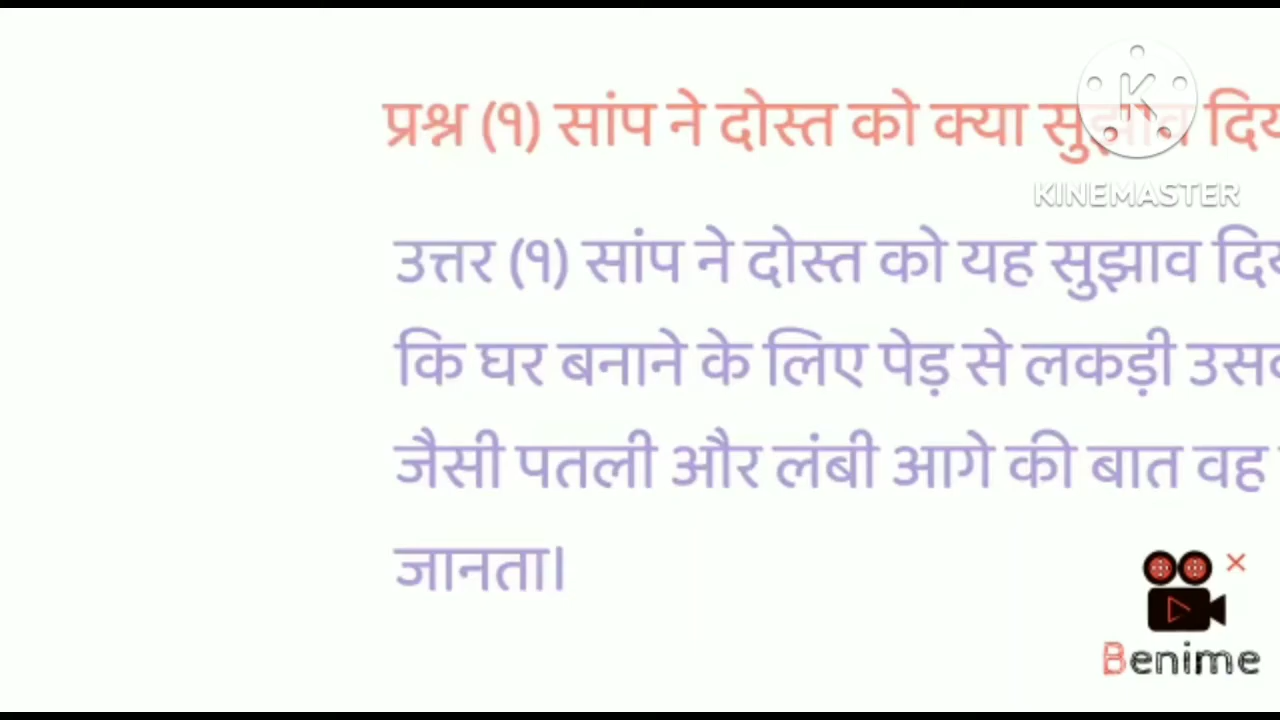 प्रश्न (१) सांप ने दोस्त को क्या सुझाव
KINEMASTER
उत्तर (१) सांप ने दोस्त को यह सुझाव
कि घर बनाने के लिए पेड़ से लकड़ी
जैसी पतली और लंबी आगे की बात वह
जानता।
Benime